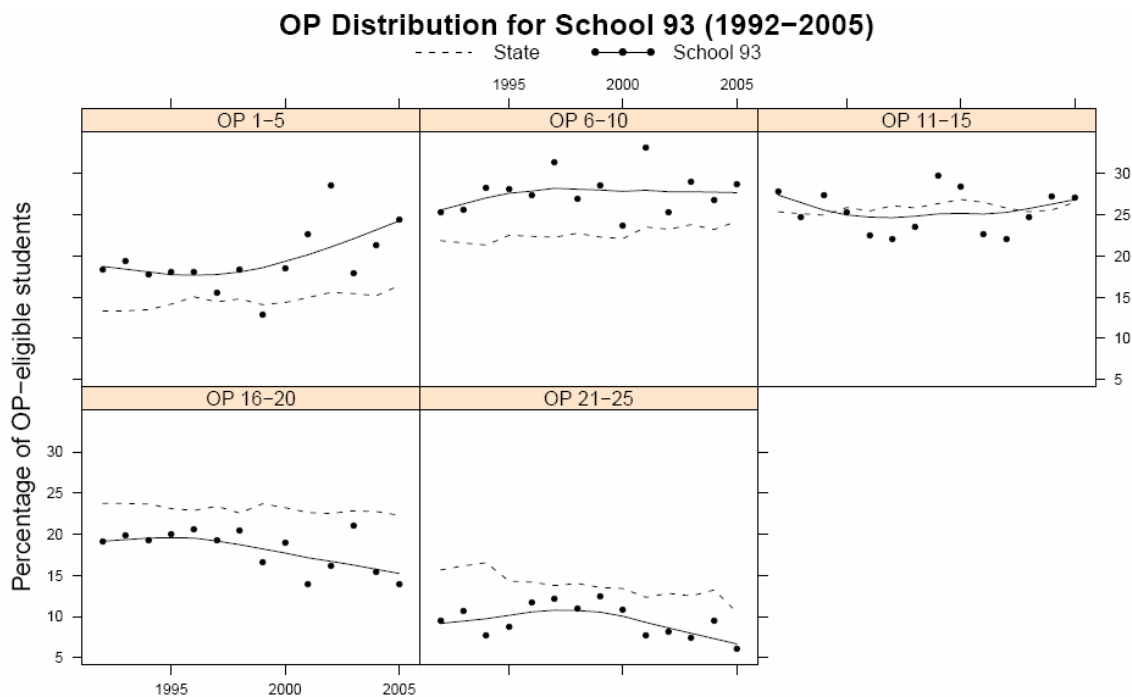 OP Distribution for School 93 (1992−2005)
State School 93
1995 2000 2005
OP 1−5 OP 6−10 OP 11−15
30
25
20
15
10
5
Percentage of OP−eligible students
OP 16−20 OP 21−25
30
25
20
15
10
5
1995 2000 2005